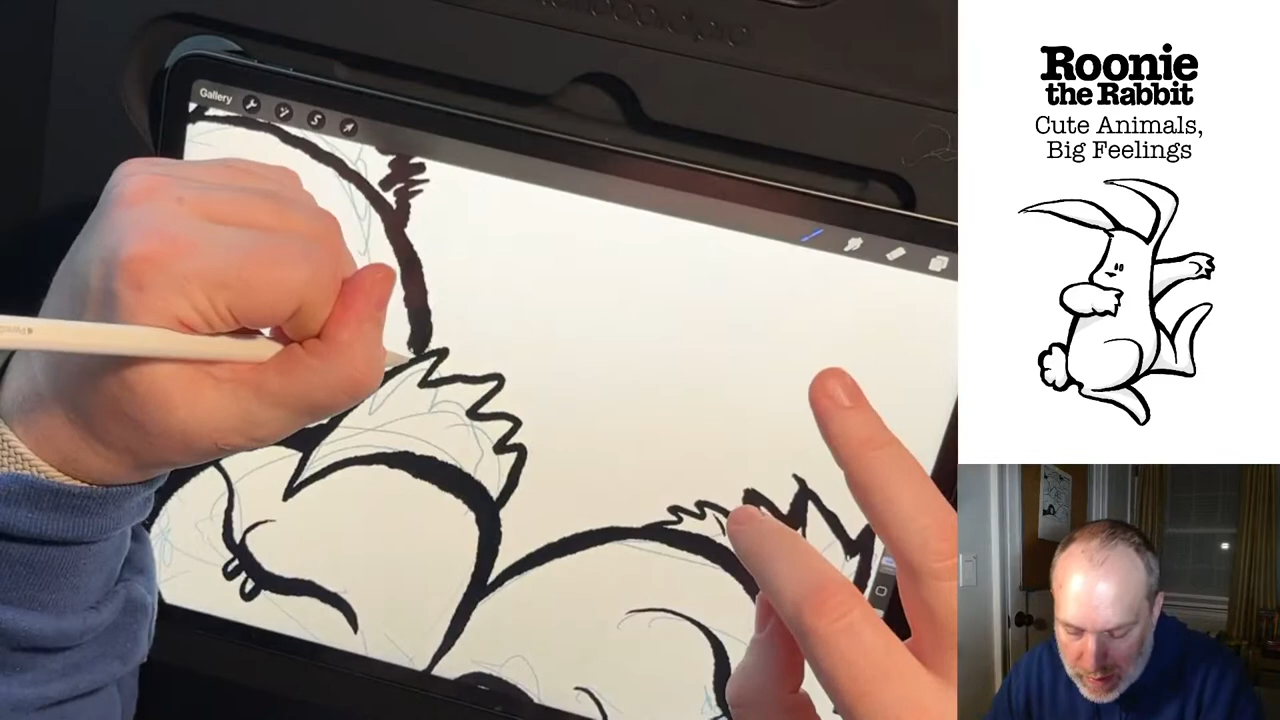 Gallery
Roonie
the Rabbit
Cute Animals,
Big Feelings